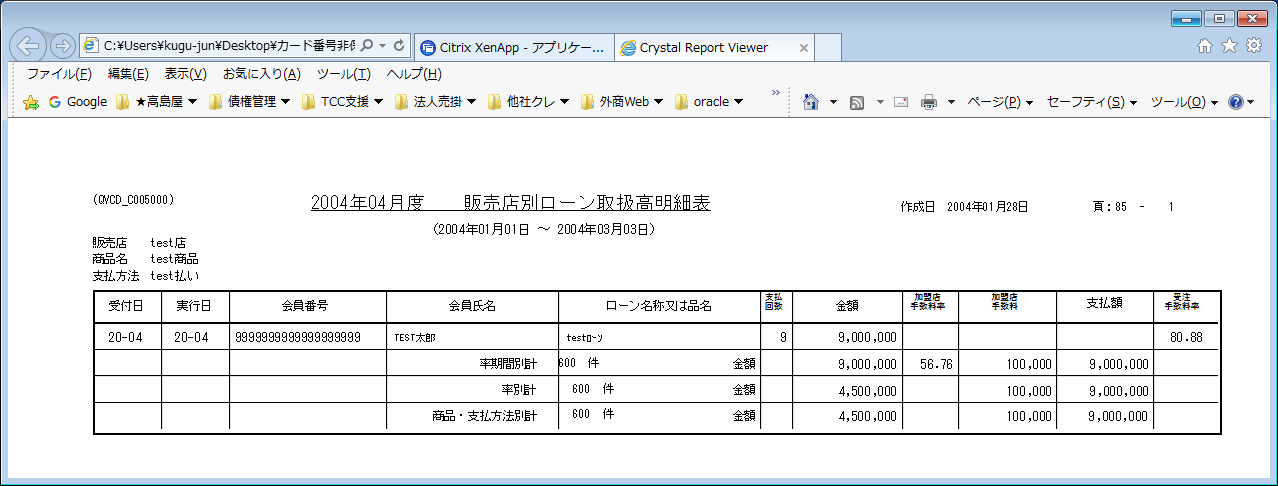 C:¥Users¥kugu-jun¥Desktop¥カード番号非
Citrix XenApp - アプリケー...
Crystal Report Viewer
ファイル(F) 編集(E) 表示(V) お気に入り(A) ツール(T) ヘルプ(H)
Google ★高島屋 債権管理 TCC支援 法人売掛 他社クレ 外商Web oracle » ページ(P) セーフティ(S) ツール(O)
(QVCD_C005000)
2004年04月度 販売店別ローン取扱高明細表
作成日 2004年01月28日 頁:85 - 1
(2004年01月01日 ～ 2004年03月03日)
販売店 test店
商品名 test商品
支払方法 test払い
受付日 実行日 会員番号 会員氏名 ローン名称又は品名 支払回数 金額 加盟店手数料率 加盟店手数料 支払額 受注手数料率
20-04 20-04 9999999999999999999 TEST太郎 testﾛｰﾝ 9 9,000,000 80.88
率期間別計 600 件 金額 9,000,000 56.76 100,000 9,000,000
率別計 600 件 金額 4,500,000 100,000 9,000,000
商品・支払方法別計 600 件 金額 4,500,000 100,000 9,000,000